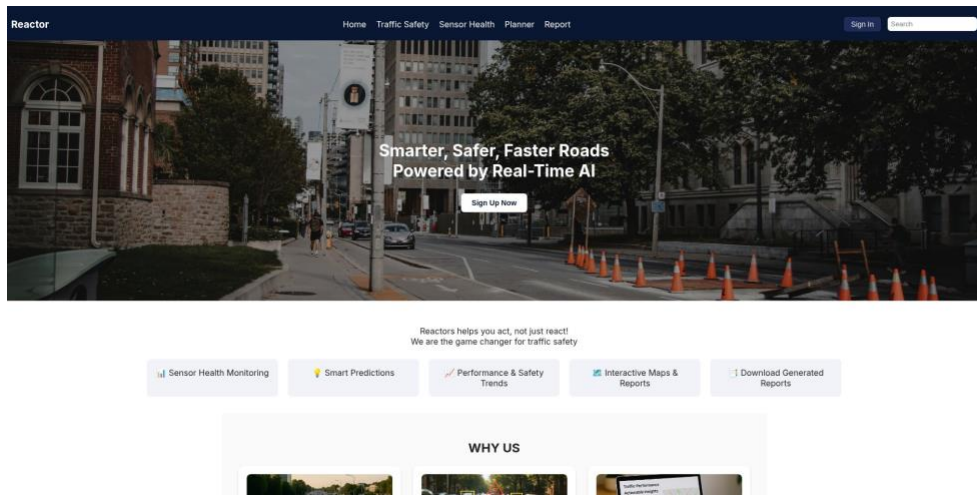 Reactor
Home Traffic Safety Sensor Health Planner Report
Sign In
Search
Smarter, Safer, Faster Roads
Powered by Real-Time AI
Sign Up Now
Reactors helps you act, not just react!
We are the game changer for traffic safety
Sensor Health Monitoring
Smart Predictions
Performance & Safety
Trends
Interactive Maps &
Reports
Download Generated
Reports
WHY US
Traffic Performance